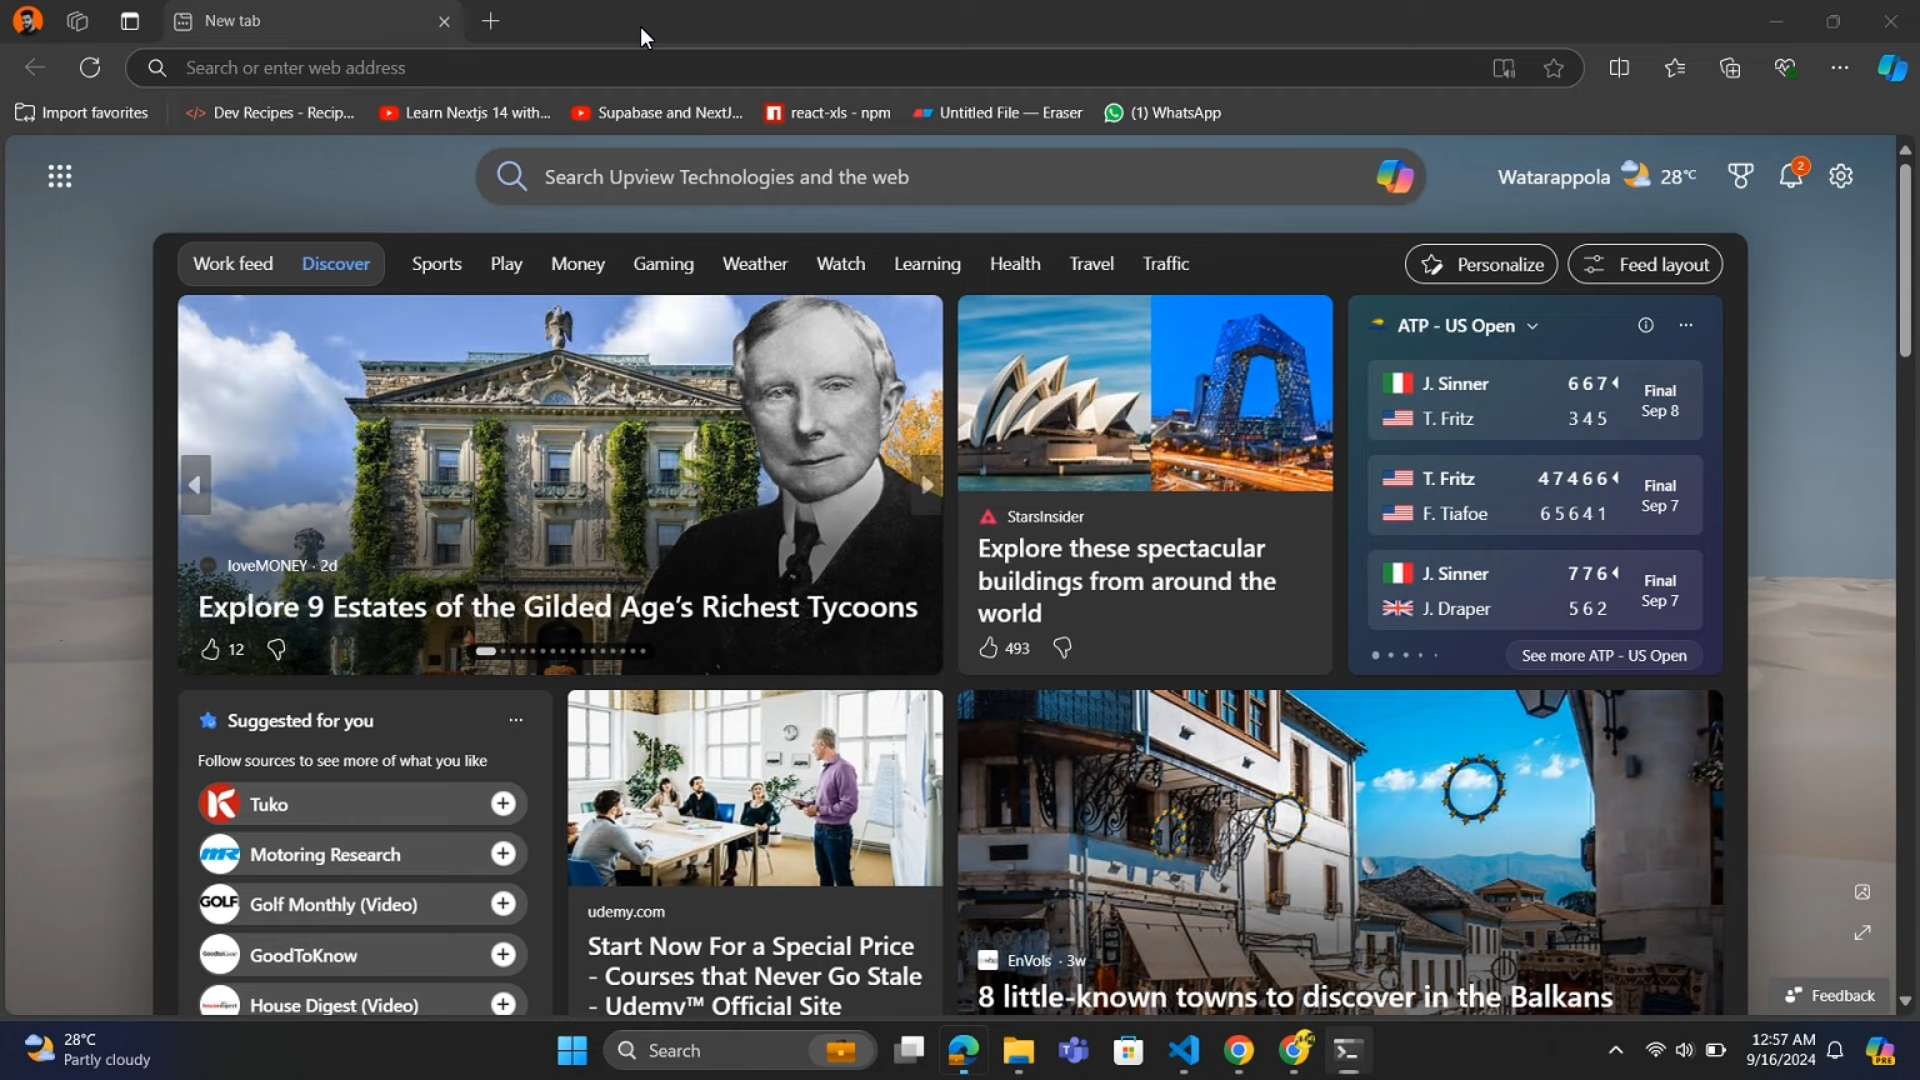 New tab
Search or enter web address
Import favorites
Dev Recipes - Recip...
Learn Nextjs 14 with...
Supabase and NextJ...
react-xls - npm
Untitled File — Eraser
(1) WhatsApp
Search Upview Technologies and the web
Watarappola
28°C
2
Work feed
Discover
Sports
Play
Money
Gaming
Weather
Watch
Learning
Health
Travel
Traffic
Personalize
Feed layout
loveMONEY · 2d
Explore 9 Estates of the Gilded Age's Richest Tycoons
12
StarsInsider
Explore these spectacular
buildings from around the
world
493
ATP - US Open
J. Sinner 6 6 7
T. Fritz 3 4 5
Final
Sep 8
T. Fritz 4 7 4 6 6
F. Tiafoe 6 5 6 4 1
Final
Sep 7
J. Sinner 7 7 6
J. Draper 5 6 2
Final
Sep 7
See more ATP - US Open
Suggested for you
Follow sources to see more of what you like
Tuko
Motoring Research
GOLF
Golf Monthly (Video)
GoodToKnow
House Digest (Video)
udemy.com
Start Now For a Special Price
- Courses that Never Go Stale
- Udemy™ Official Site
EnVols · 3w
8 little-known towns to discover in the Balkans
Feedback
28°C
Partly cloudy
Search
12:57 AM
9/16/2024
PRE